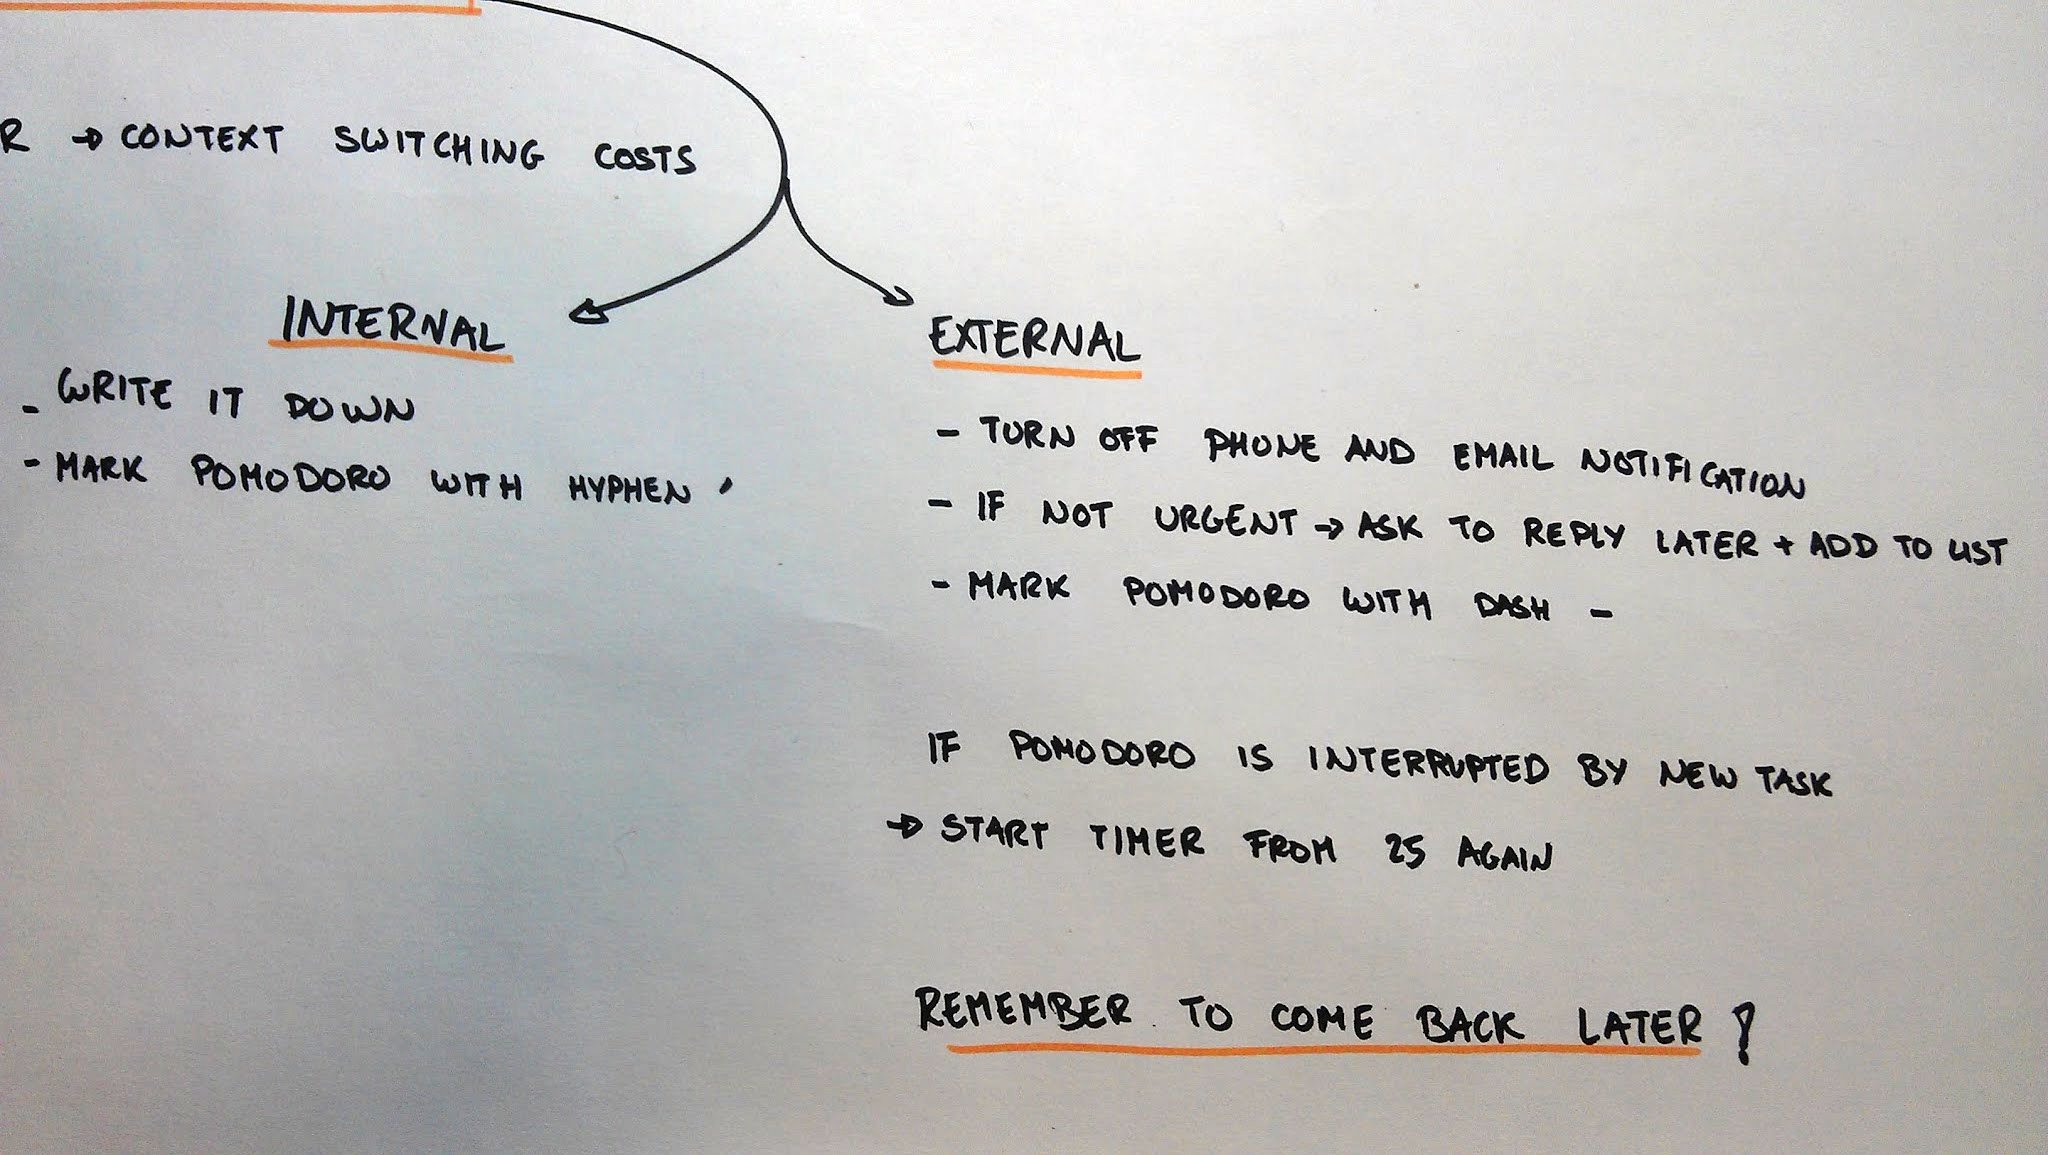 R → CONTEXT SWITCHING COSTS
INTERNAL
- WRITE IT DOWN
- MARK POMODORO WITH HYPHEN '
EXTERNAL
- TURN OFF PHONE AND EMAIL NOTIFICATION
- IF NOT URGENT → ASK TO REPLY LATER + ADD TO LIST
- MARK POMODORO WITH DASH -
IF POMODORO IS INTERRUPTED BY NEW TASK
→ START TIMER FROM 25 AGAIN
REMEMBER TO COME BACK LATER !